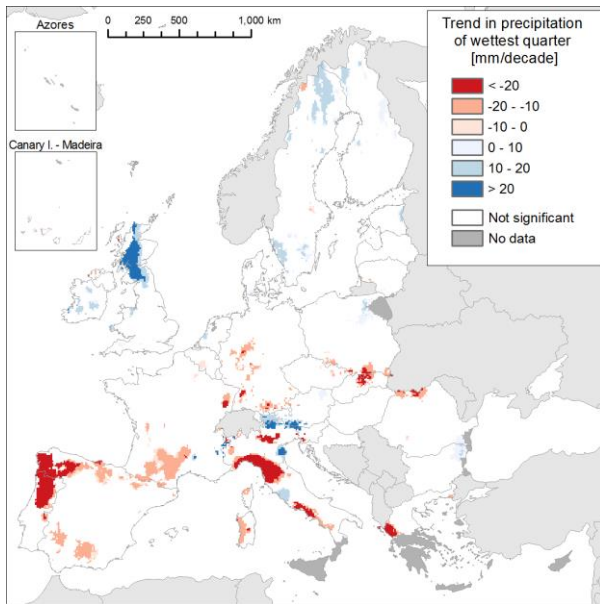 Azores
0 250 500 1,000 km
Canary I. - Madeira
Trend in precipitation
of wettest quarter
[mm/decade]
< -20
-20 - -10
-10 - 0
0 - 10
10 - 20
> 20
Not significant
No data